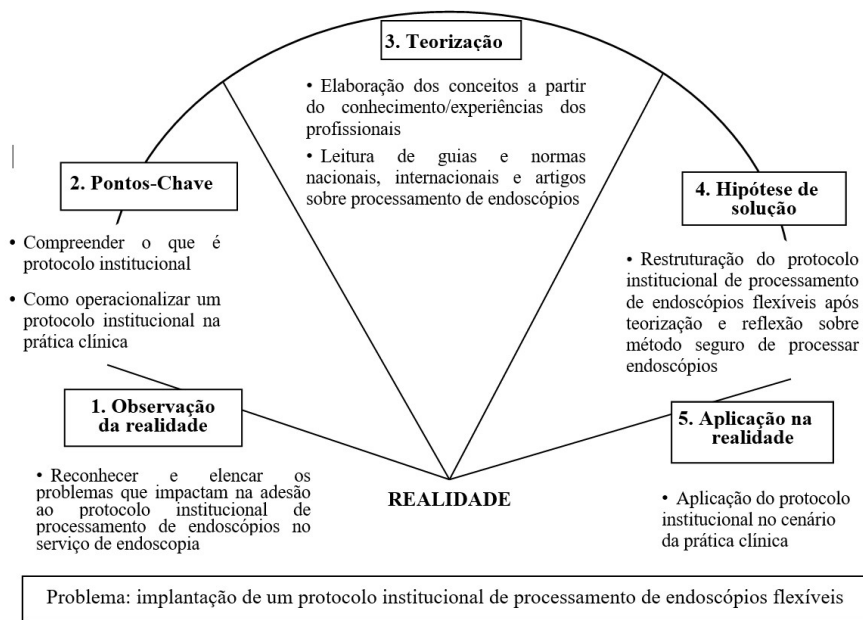 3. Teorização
• Elaboração dos conceitos a partir
do conhecimento/experiências dos
profissionais
• Leitura de guias e normas
nacionais, internacionais e artigos
sobre processamento de endoscópios
2. Pontos-Chave
• Compreender o que é
protocolo institucional
• Como operacionalizar um
protocolo institucional na
prática clínica
4. Hipótese de
solução
• Restruturação do protocolo
institucional de processamento
de endoscópios flexíveis após
teorização e reflexão sobre
método seguro de processar
endoscópios
1. Observação
da realidade
• Reconhecer e elencar os
problemas que impactam na adesão
ao protocolo institucional de
processamento de endoscópios no
serviço de endoscopia
REALIDADE
5. Aplicação na
realidade
• Aplicação do protocolo
institucional no cenário
da prática clínica
Problema: implantação de um protocolo institucional de processamento de endoscópios flexíveis